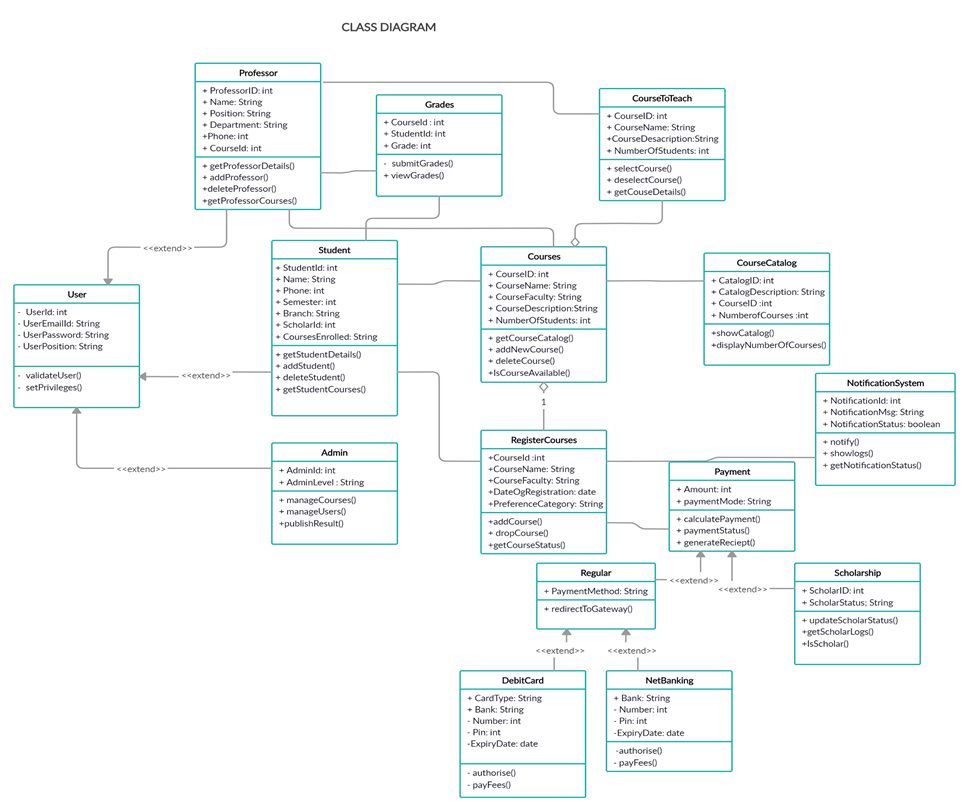 CLASS DIAGRAM
Professor
+ ProfessorID: int
+ Name: String
+ Position: String
+ Department: String
+Phone: int
+ CourseId: int
+ getProfessorDetails()
+ addProfessor()
+deleteProfessor()
+getProfessorCourses()
Grades
+ CourseId : int
+ StudentId: int
+ Grade: int
- submitGrades()
+ viewGrades()
CourseToTeach
+ CourseID: int
+ CourseName: String
+CourseDesacription:String
+ NumberOfStudents: int
+ selectCourse()
+ deselectCourse()
+ getCouseDetails()
<<extend>>
User
- UserId: int
- UserEmailId: String
- UserPassword: String
- UserPosition: String
- validateUser()
- setPrivileges()
Student
+ StudentId: int
+ Name: String
+ Phone: int
+ Semester: int
+ Branch: String
+ ScholarId: int
+ CoursesEnrolled: String
+ getStudentDetails()
+ addStudent()
+ deleteStudent()
+ getStudentCourses()
<<extend>>
Courses
+ CourseID: int
+ CourseName: String
+ CourseFaculty: String
+ CourseDescription:String
+ NumberOfStudents: int
+ getCourseCatalog()
+ addNewCourse()
+ deleteCourse()
+IsCourseAvailable()
1
CourseCatalog
+ CatalogID: int
+ CatalogDescription: String
+ CourseID :int
+ NumberofCourses :int
+showCatalog()
+displayNumberOfCourses()
NotificationSystem
+ NotificationId: int
+ NotificationMsg: String
+ NotificationStatus: boolean
+ notify()
+ showlogs()
+ getNotificationStatus()
<<extend>>
Admin
+ AdminId: int
+ AdminLevel : String
+ manageCourses()
+ manageUsers()
+publishResult()
RegisterCourses
+CourseId :int
+CourseName: String
+CourseFaculty: String
+DateOgRegistration: date
+PreferenceCategory: String
+addCourse()
+ dropCourse()
+getCourseStatus()
Payment
+ Amount: int
+ paymentMode: String
+ calculatePayment()
+ paymentStatus()
+ generateReciept()
Regular
+ PaymentMethod: String
+ redirectToGateway()
<<extend>>
<<extend>>
Scholarship
+ ScholarID: int
+ ScholarStatus; String
+ updateScholarStatus()
+getScholarLogs()
+IsScholar()
<<extend>>
<<extend>>
DebitCard
+ CardType: String
+ Bank: String
- Number: int
- Pin: int
-ExpiryDate: date
- authorise()
- payFees()
NetBanking
+ Bank: String
- Number: int
- Pin: int
-ExpiryDate: date
-authorise()
- payFees()